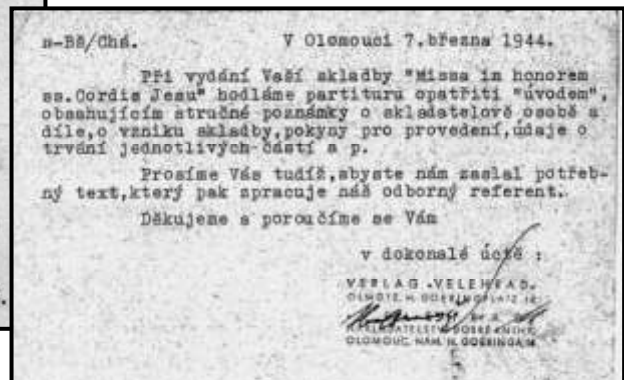 m-Bš/Chá. V Olomouci 7.března 1944.
Při vydání Vaší skladby "Missa in honorem
ss.Cordis Jesu" hodláme partituru opatřiti "úvodem",
obsahujícím stručné poznámky o skladatelově osobě a
díle,o vzniku skladby,pokyny pro provedení,údaje o
trvání jednotlivých částí a p.
Prosíme Vás tudíž,abyste nám zaslal potřeb-
ný text,který pak spracuje náš odborný referent.
Děkujeme a poroučíme se Vám
v dokonalé úctě :
VERLAG "VELEHRAD"
OLMÜTZ, H. GOERINGPLATZ
NAKLADATELSTVÍ DOBRÉ KNIHY
OLOMOUC, NÁM. H. GOERINGA